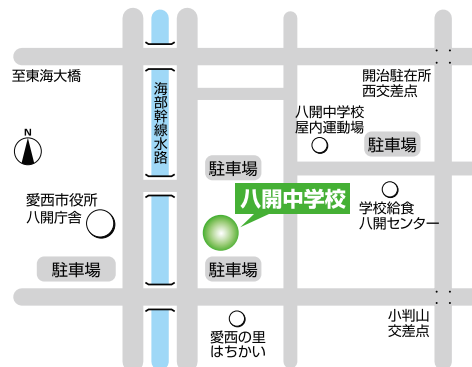 至東海大橋
海部幹線水路
開治駐在所
西交差点
八開中学校
屋内運動場
駐車場
N
駐車場
八開中学校
愛西市役所
八開庁舎
学校給食
八開センター
駐車場
駐車場
愛西の里
はちかい
小判山
交差点